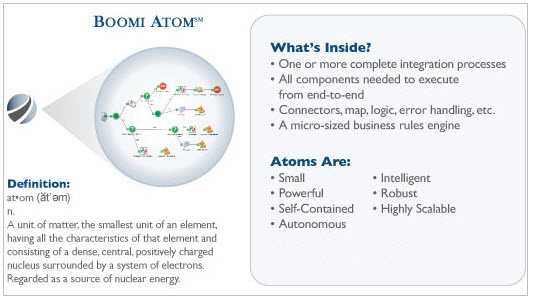 BOOMI ATOM℠
Definition:
at•om (ăt'əm)
n.
A unit of matter, the smallest unit of an element,
having all the characteristics of that element and
consisting of a dense, central, positively charged
nucleus surrounded by a system of electrons.
Regarded as a source of nuclear energy.
What's Inside?
• One or more complete integration processes
• All components needed to execute
from end-to-end
• Connectors, map, logic, error handling, etc.
• A micro-sized business rules engine
Atoms Are:
• Small
• Powerful
• Self-Contained
• Autonomous
• Intelligent
• Robust
• Highly Scalable